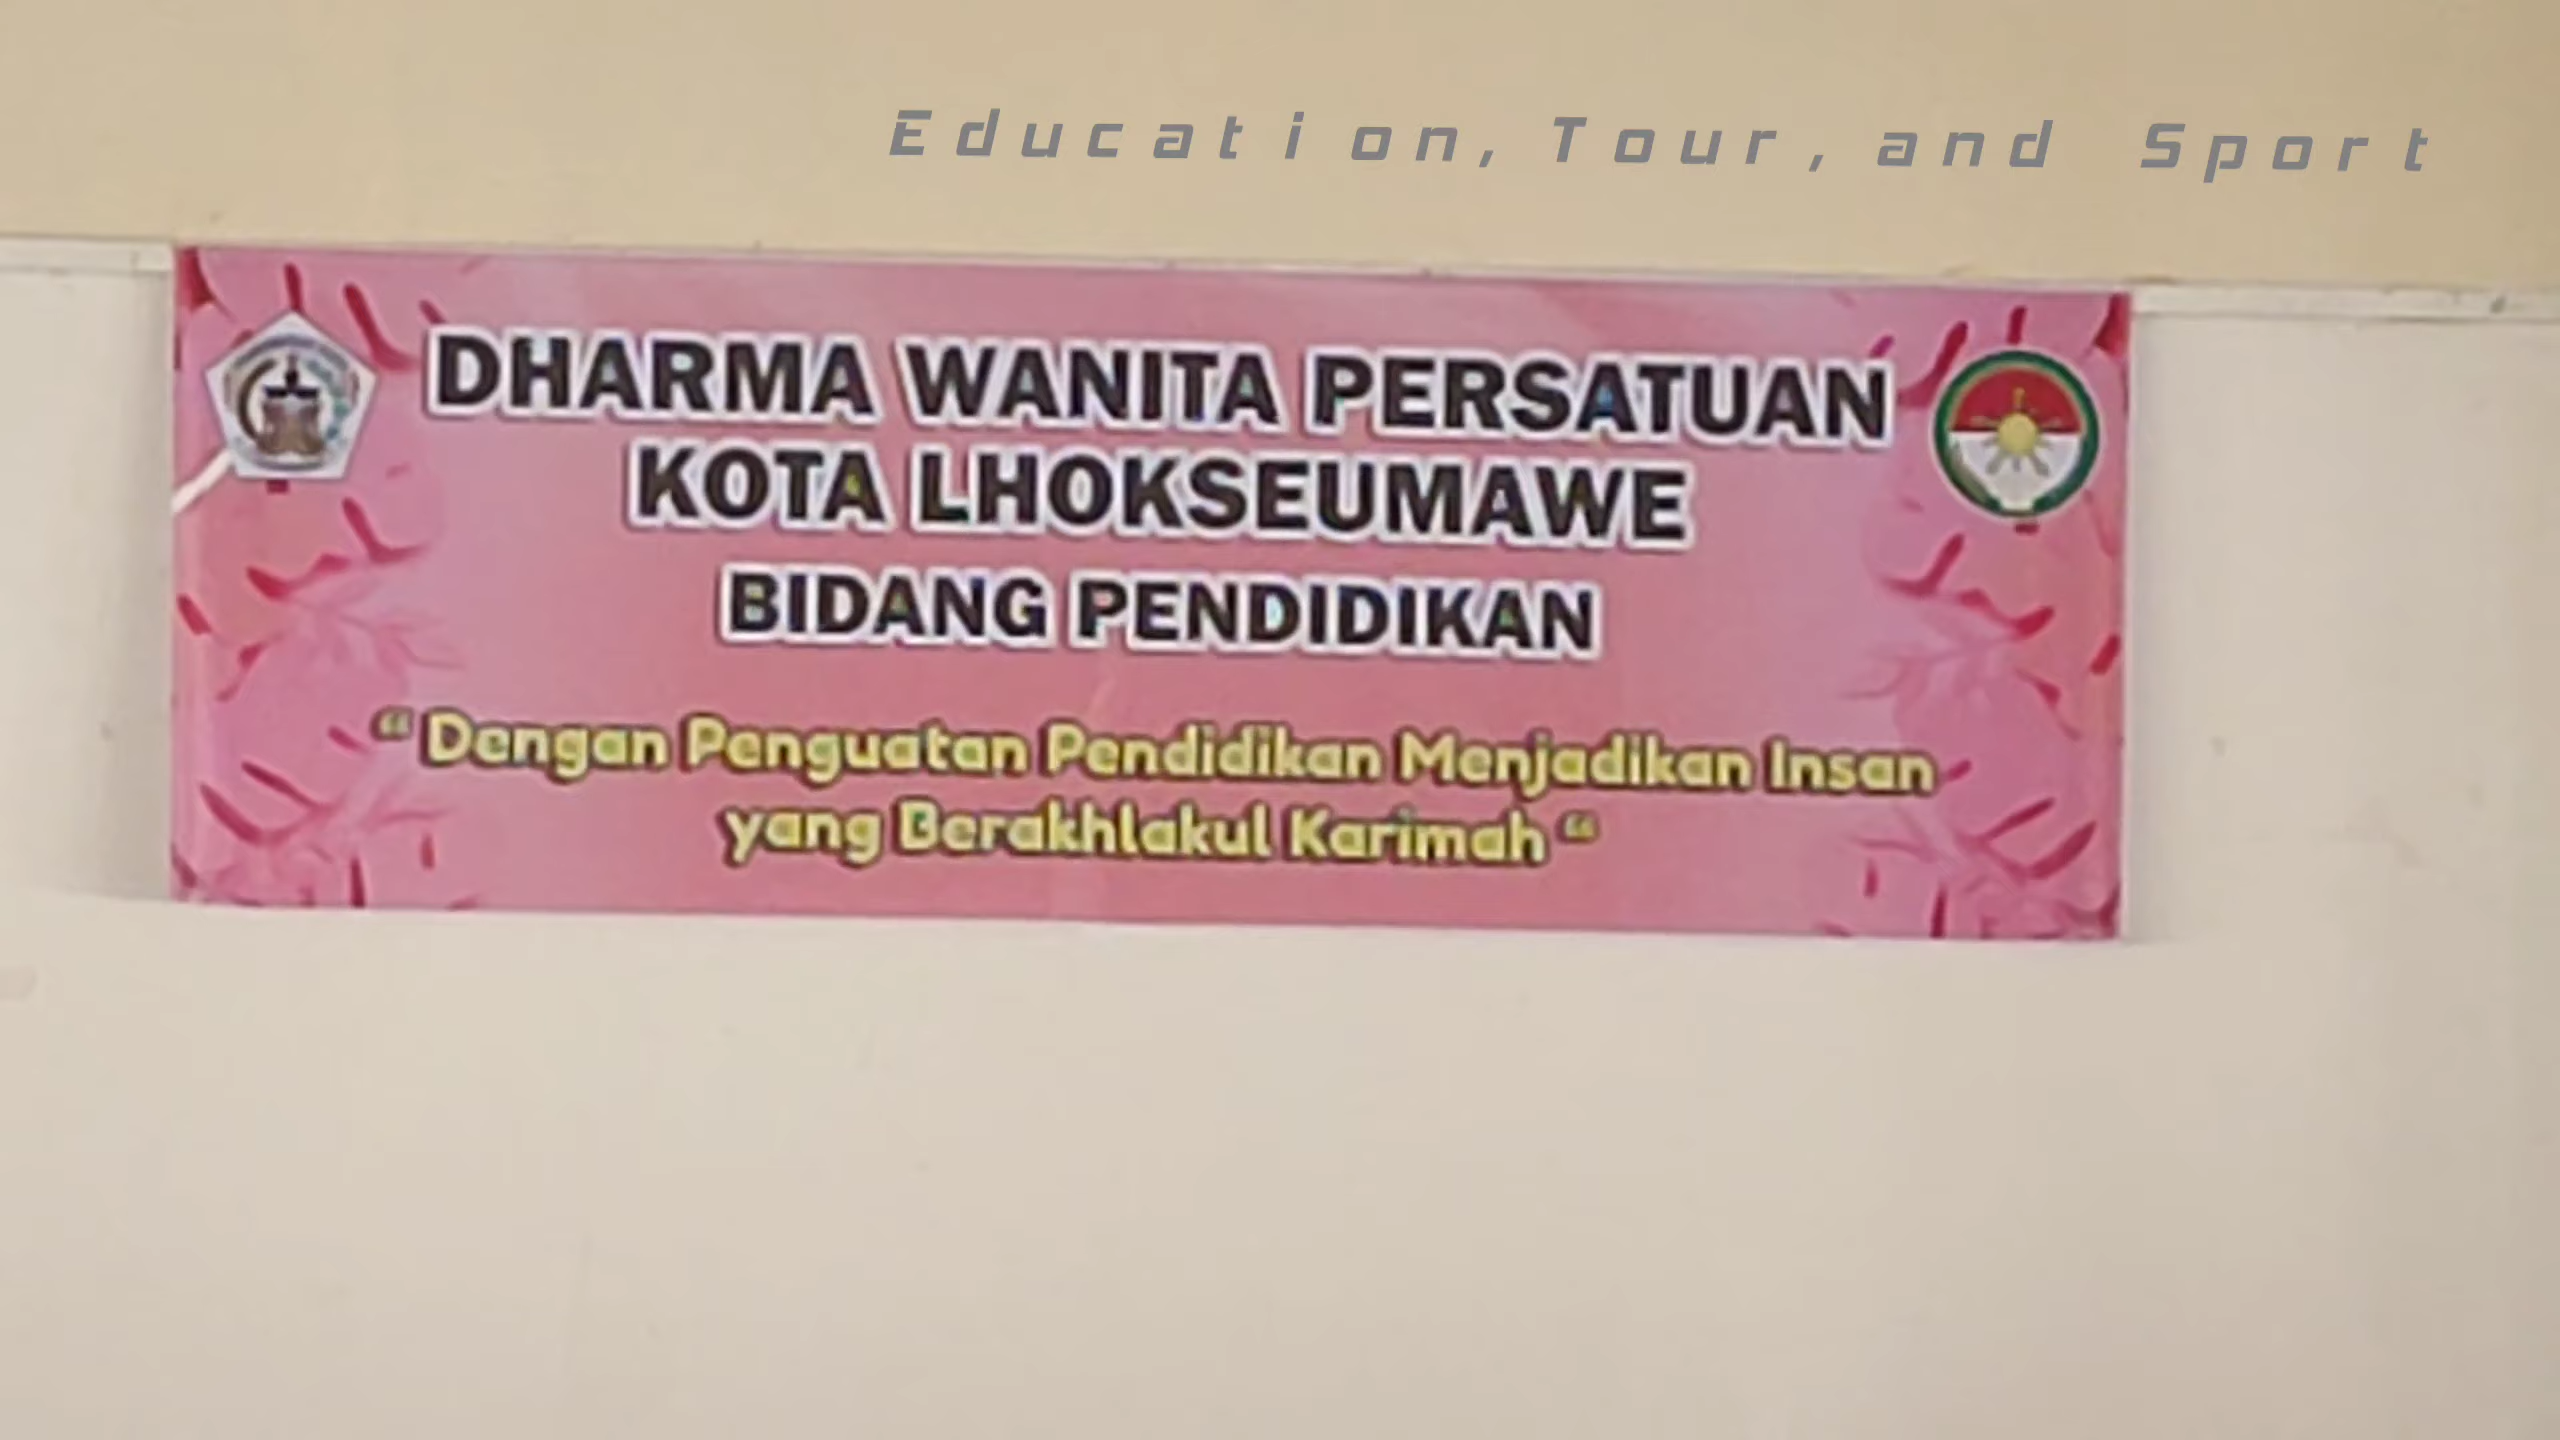 Education, Tour, and Sport
DHARMA WANITA PERSATUAN
KOTA LHOKSEUMAWE
BIDANG PENDIDIKAN
“ Dengan Penguatan Pendidikan Menjadikan Insan
yang Berakhlakul Karimah “